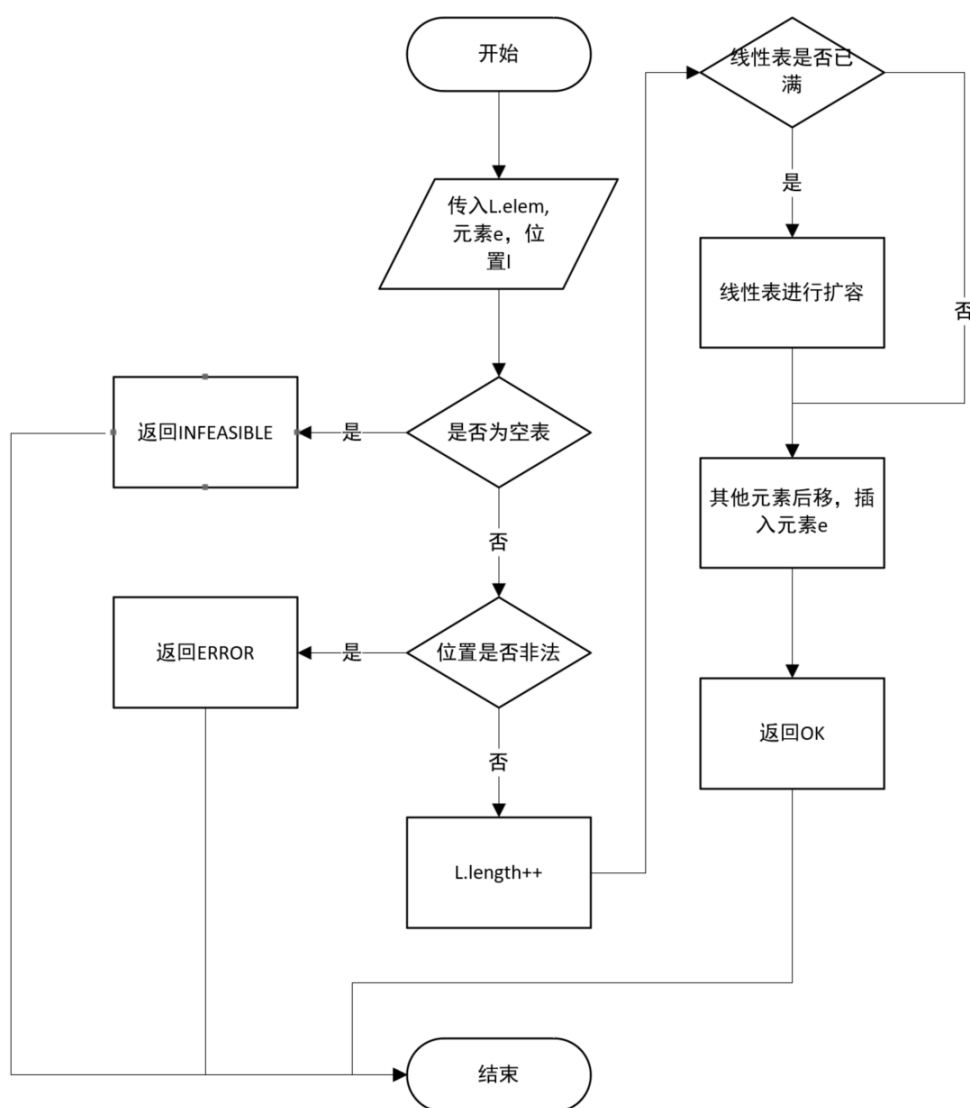 开始
传入L.elem,
元素e，位
置I
是否为空表
是
返回INFEASIBLE
否
位置是否非法
是
返回ERROR
否
L.length++
线性表是否已
满
是
否
线性表进行扩容
其他元素后移，插
入元素e
返回OK
结束